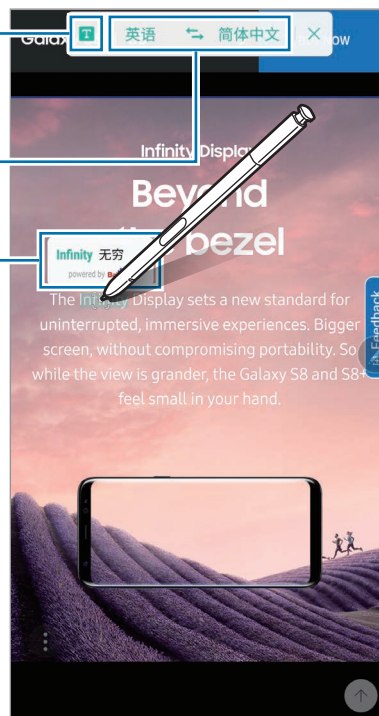 T 英语 简体中文
Infinity Display
Beyond
bezel
Infinity 无穷
powered by
The Infinity Display sets a new standard for
uninterrupted, immersive experiences. Bigger
screen, without compromising portability. So
while the view is grander, the Galaxy S8 and S8+
feel small in your hand.
Feedback